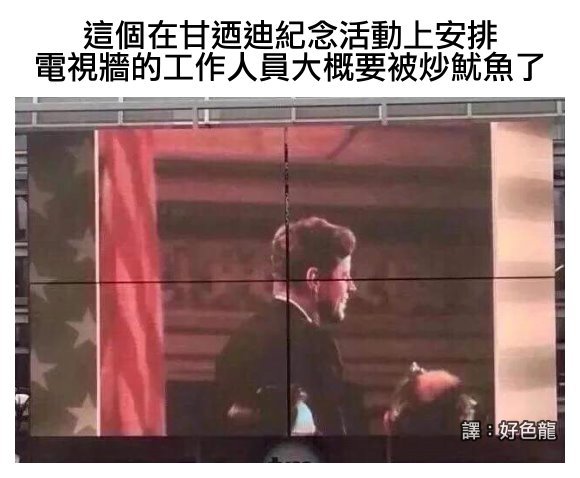 這個在甘迺迪紀念活動上安排
電視牆的工作人員大概要被炒魷魚了
譯：好色龍